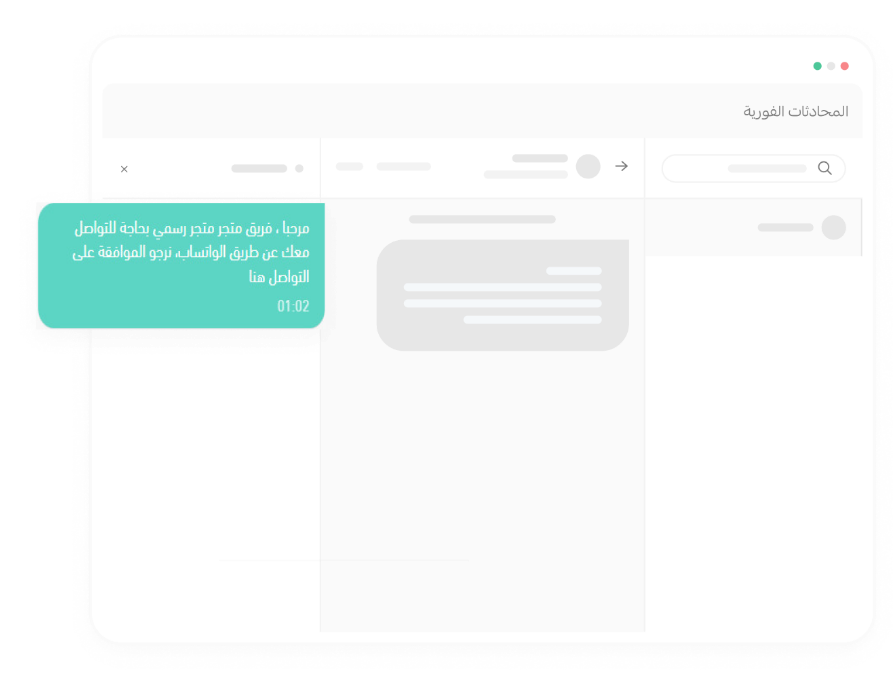 المحادثات الفورية
مرحبا ، فريق متجر متجر رسمي بحاجة للتواصل
معك عن طريق الواتساب، نرجو الموافقة على
التواصل هنا
01:02